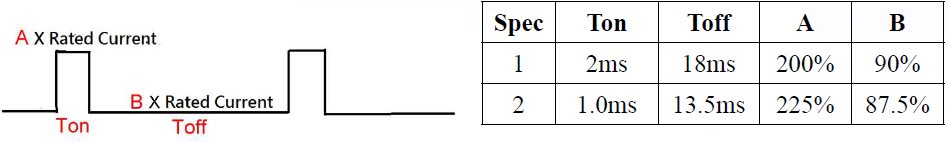 A X Rated Current
B X Rated Current
Ton Toff
Spec Ton Toff A B
1 2ms 18ms 200% 90%
2 1.0ms 13.5ms 225% 87.5%